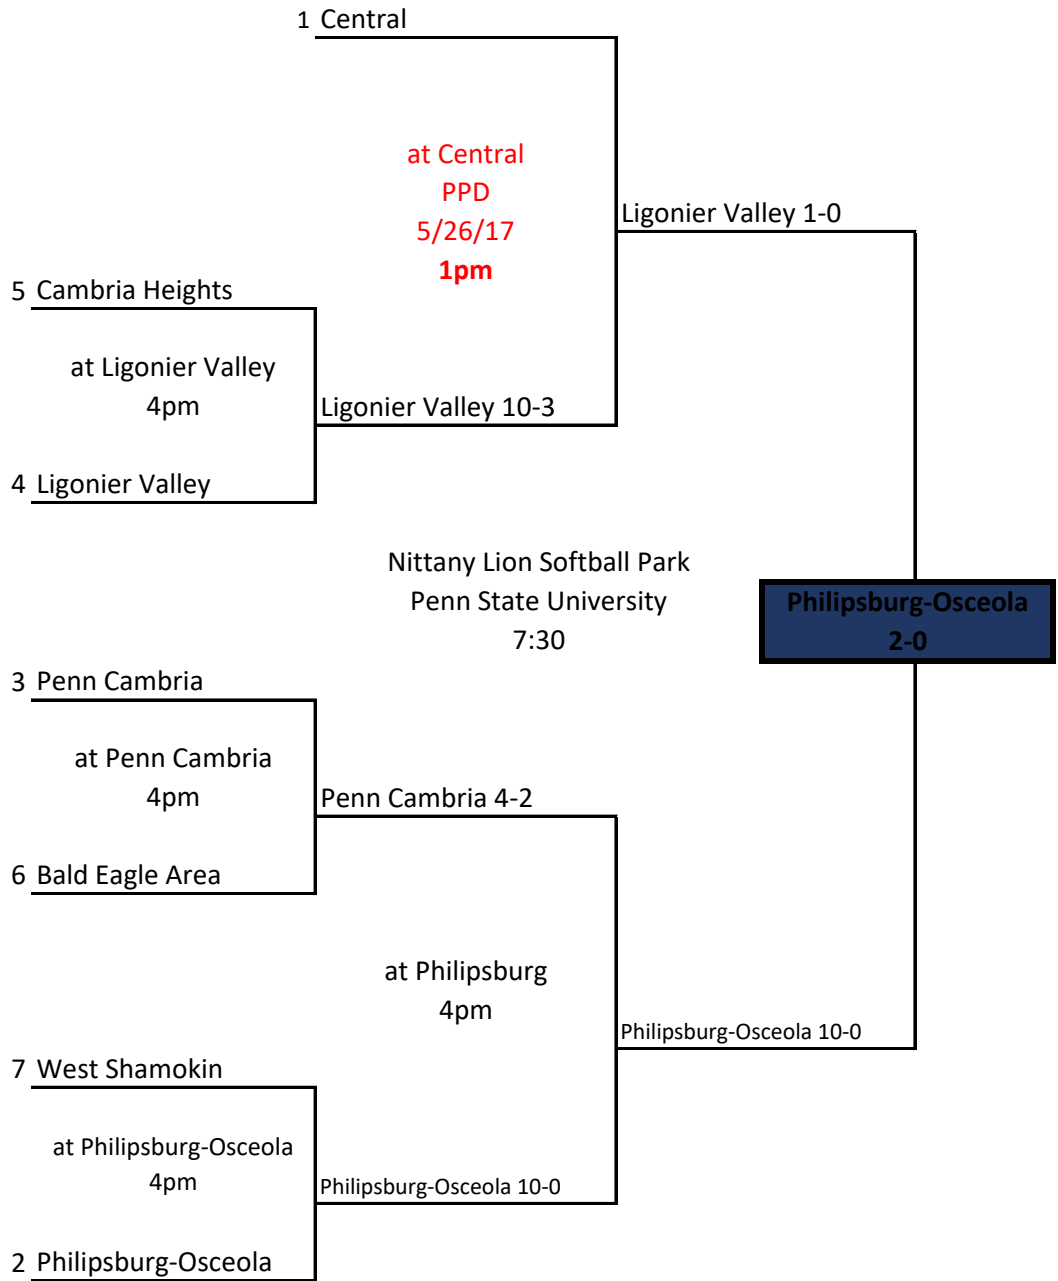 1 Central
at Central
PPD
5/26/17
1pm
Ligonier Valley 1-0
5 Cambria Heights
at Ligonier Valley
4pm
Ligonier Valley 10-3
4 Ligonier Valley
Nittany Lion Softball Park
Penn State University
7:30
Philipsburg-Osceola
2-0
3 Penn Cambria
at Penn Cambria
4pm
Penn Cambria 4-2
6 Bald Eagle Area
at Philipsburg
4pm
Philipsburg-Osceola 10-0
7 West Shamokin
at Philipsburg-Osceola
4pm
Philipsburg-Osceola 10-0
2 Philipsburg-Osceola